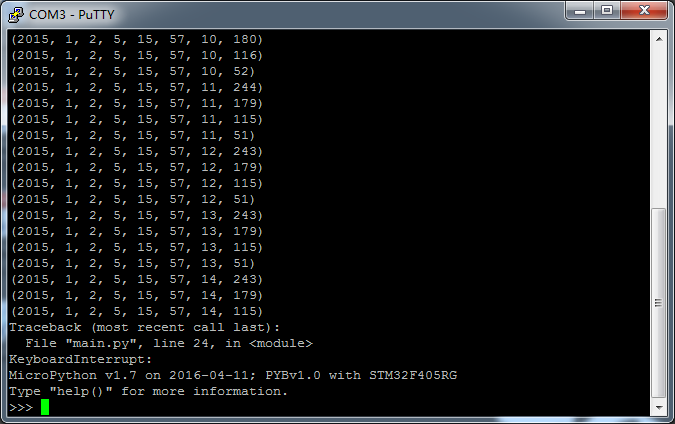 COM3 - PuTTY
(2015, 1, 2, 5, 15, 57, 10, 180)
(2015, 1, 2, 5, 15, 57, 10, 116)
(2015, 1, 2, 5, 15, 57, 10, 52)
(2015, 1, 2, 5, 15, 57, 11, 244)
(2015, 1, 2, 5, 15, 57, 11, 179)
(2015, 1, 2, 5, 15, 57, 11, 115)
(2015, 1, 2, 5, 15, 57, 11, 51)
(2015, 1, 2, 5, 15, 57, 12, 243)
(2015, 1, 2, 5, 15, 57, 12, 179)
(2015, 1, 2, 5, 15, 57, 12, 115)
(2015, 1, 2, 5, 15, 57, 12, 51)
(2015, 1, 2, 5, 15, 57, 13, 243)
(2015, 1, 2, 5, 15, 57, 13, 179)
(2015, 1, 2, 5, 15, 57, 13, 115)
(2015, 1, 2, 5, 15, 57, 13, 51)
(2015, 1, 2, 5, 15, 57, 14, 243)
(2015, 1, 2, 5, 15, 57, 14, 179)
(2015, 1, 2, 5, 15, 57, 14, 115)
Traceback (most recent call last):
  File "main.py", line 24, in <module>
KeyboardInterrupt:
MicroPython v1.7 on 2016-04-11; PYBv1.0 with STM32F405RG
Type "help()" for more information.
>>>